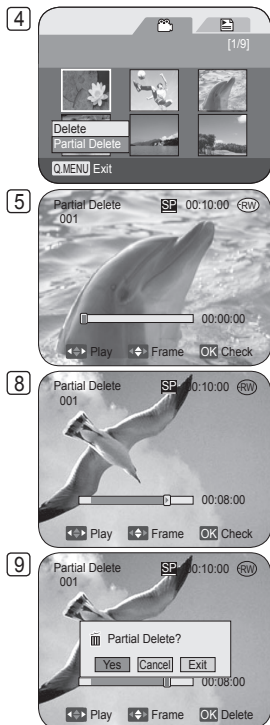 4
[1/9]
Delete
Partial Delete
Q.MENU Exit
5
Partial Delete SP 00:10:00 RW
001
00:00:00
Play Frame OK Check
8
Partial Delete SP 00:10:00 RW
001
00:08:00
Play Frame OK Check
9
Partial Delete SP 00:10:00 RW
001
Partial Delete?
Yes Cancel Exit
00:08:00
Play Frame OK Delete